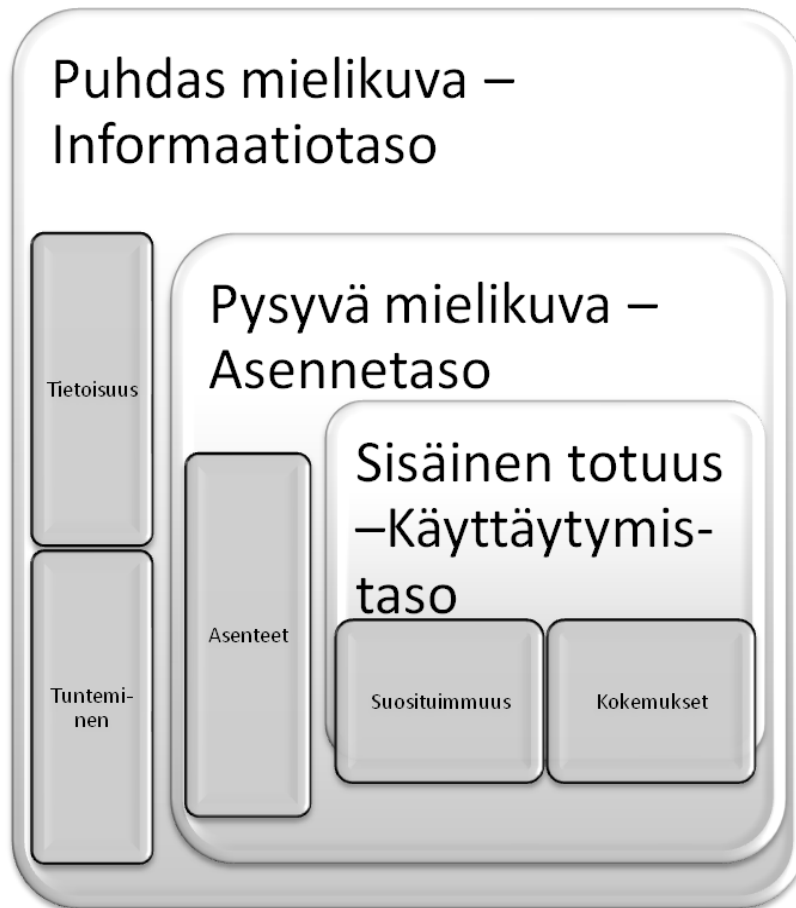 Puhdas mielikuva –
Informaatiotaso
Tietoisuus
Tuntemi-
nen
Pysyvä mielikuva –
Asennetaso
Asenteet
Sisäinen totuus
–Käyttäytymis-
taso
Suosituimmuus
Kokemukset